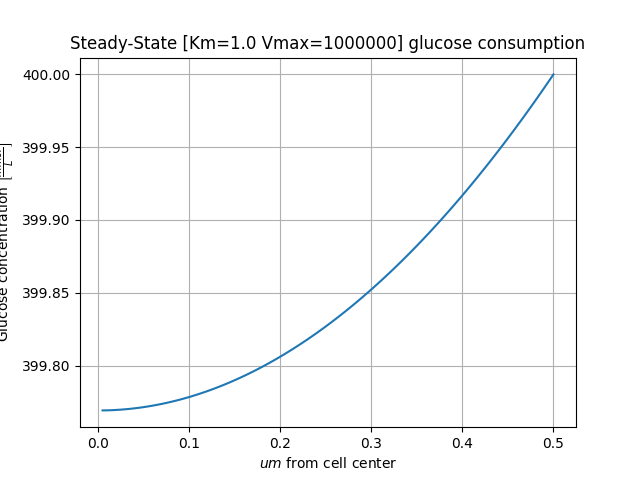 Steady-State [Km=1.0 Vmax=1000000] glucose consumption
400.00
399.95
399.90
399.85
399.80
Glucose concentration
0.0 0.1 0.2 0.3 0.4 0.5
um from cell center